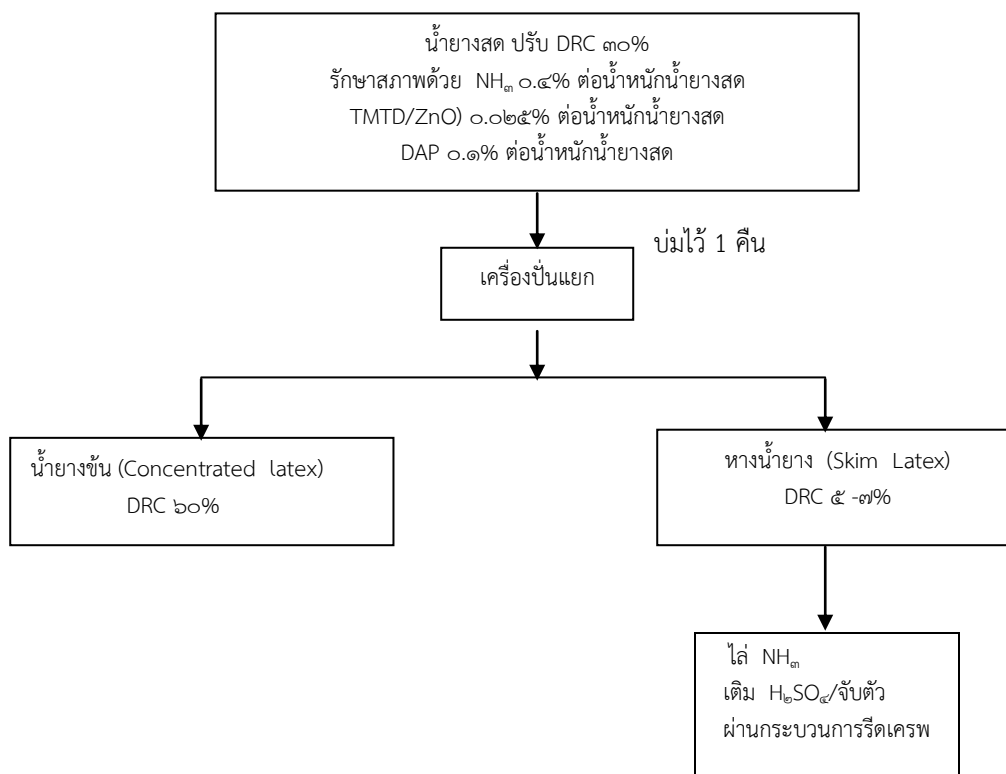 น้ำยางสด ปรับ DRC ๓๐%
รักษาสภาพด้วย NH₃ ๐.๔% ต่อน้ำหนักน้ำยางสด
TMTD/ZnO) ๐.๐๒๕% ต่อน้ำหนักน้ำยางสด
DAP ๐.๑% ต่อน้ำหนักน้ำยางสด
บ่มไว้ 1 คืน
เครื่องปั่นแยก
น้ำยางข้น (Concentrated latex)
DRC ๖๐%
หางน้ำยาง (Skim Latex)
DRC ๕ -๗%
ไล่ NH๓
เติม H๒SO๔/จับตัว
ผ่านกระบวนการรีดเครพ